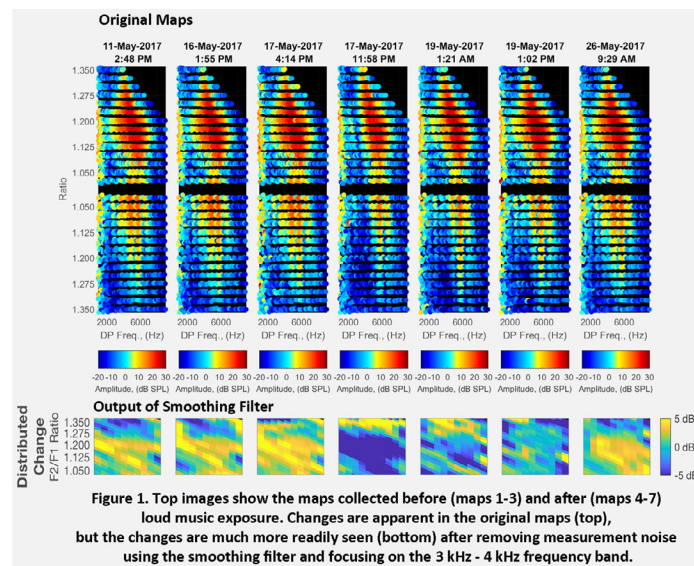 Original Maps
11-May-2017 16-May-2017 17-May-2017 17-May-2017 19-May-2017 19-May-2017 26-May-2017
2:48 PM 1:55 PM 4:14 PM 11:58 PM 1:21 AM 1:02 PM 9:29 AM
1.350
1.275
1.200
1.125
1.050
Ratio
1.050
1.125
1.200
1.275
1.350
2000 6000 2000 6000 2000 6000 2000 6000 2000 6000 2000 6000 2000 6000
DP Freq., (Hz) DP Freq., (Hz) DP Freq., (Hz) DP Freq., (Hz) DP Freq., (Hz) DP Freq., (Hz) DP Freq., (Hz)
-20-10 0 10 20 30 -20-10 0 10 20 30 -20-10 0 10 20 30 -20-10 0 10 20 30 -20-10 0 10 20 30 -20-10 0 10 20 30 -20-10 0 10 20 30
Amplitude, (dB SPL) Amplitude, (dB SPL) Amplitude, (dB SPL) Amplitude, (dB SPL) Amplitude, (dB SPL) Amplitude, (dB SPL) Amplitude, (dB SPL)
Output of Smoothing Filter
Distributed
Change
F2/F1 Ratio
1.350
1.275
1.200
1.125
1.050
5 dB
0 dB
-5 dB
Figure 1. Top images show the maps collected before (maps 1-3) and after (maps 4-7)
loud music exposure. Changes are apparent in the original maps (top),
but the changes are much more readily seen (bottom) after removing measurement noise
using the smoothing filter and focusing on the 3 kHz - 4 kHz frequency band.